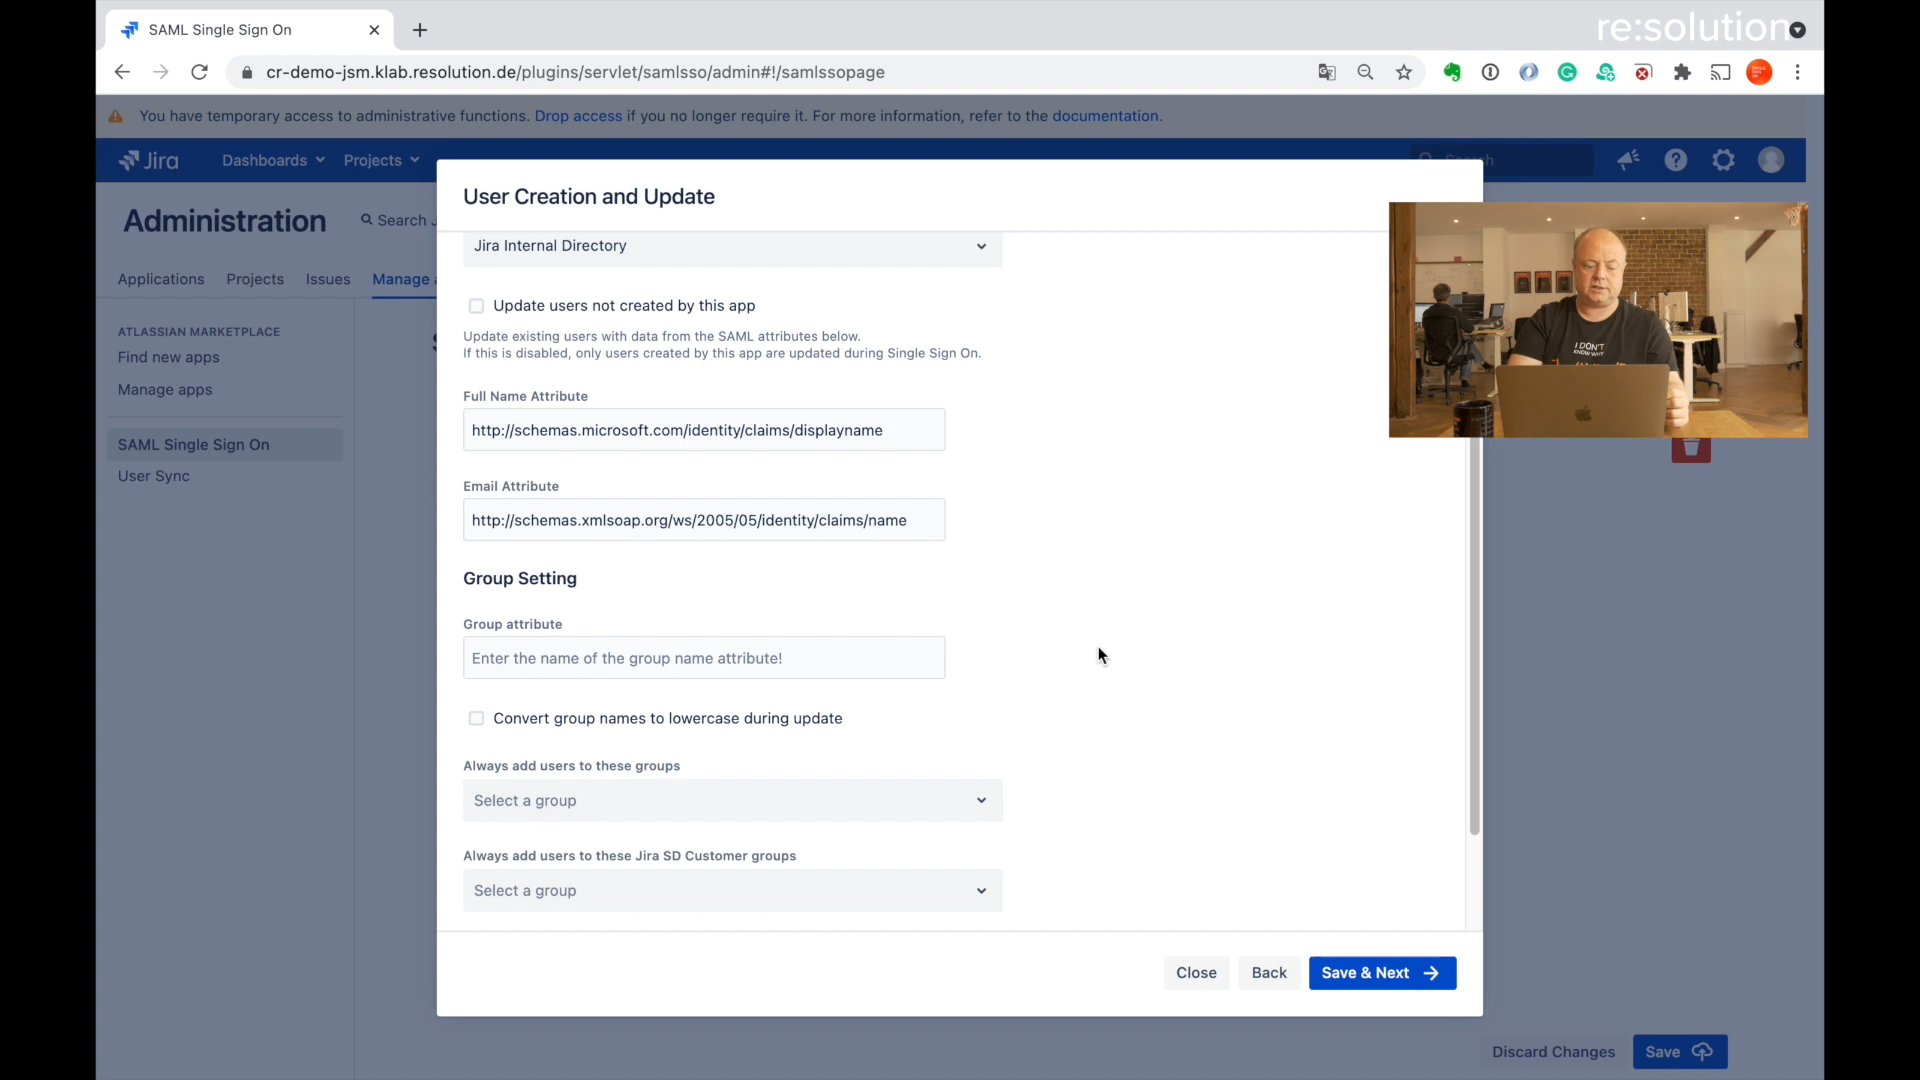 SAML Single Sign On
re:solution
cr-demo-jsm.klab.resolution.de/plugins/servlet/samlsso/admin#!/samlssopage
You have temporary access to administrative functions. Drop access if you no longer require it. For more information, refer to the documentation.
Jira
Dashboards
Projects
Administration
Search
Applications
Projects
Issues
Manage
ATLASSIAN MARKETPLACE
Find new apps
Manage apps
SAML Single Sign On
User Sync
User Creation and Update
Jira Internal Directory
Update users not created by this app
Update existing users with data from the SAML attributes below.
If this is disabled, only users created by this app are updated during Single Sign On.
Full Name Attribute
http://schemas.microsoft.com/identity/claims/displayname
Email Attribute
http://schemas.xmlsoap.org/ws/2005/05/identity/claims/name
Group Setting
Group attribute
Enter the name of the group name attribute!
Convert group names to lowercase during update
Always add users to these groups
Select a group
Always add users to these Jira SD Customer groups
Select a group
Close
Back
Save & Next
I DON'T
KNOW WHY
Discard Changes
Save